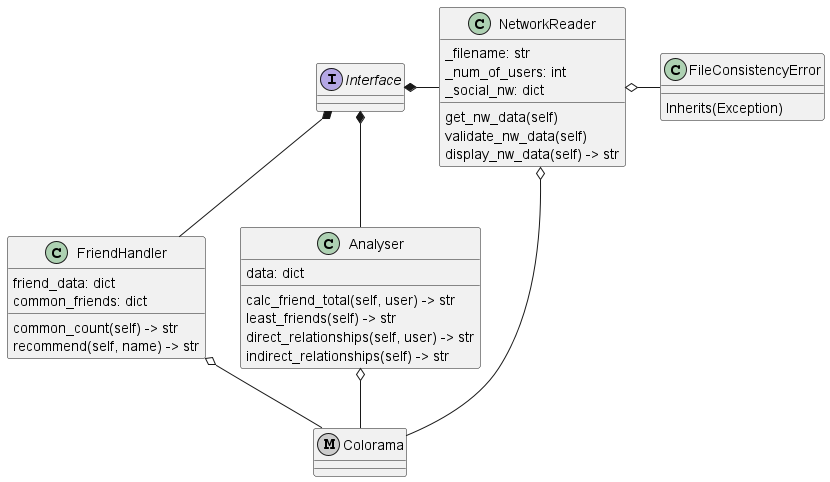 C NetworkReader
_filename: str
_num_of_users: int
_social_nw: dict
get_nw_data(self)
validate_nw_data(self)
display_nw_data(self) -> str
I Interface
C FileConsistencyError
Inherits(Exception)
C FriendHandler
friend_data: dict
common_friends: dict
common_count(self) -> str
recommend(self, name) -> str
C Analyser
data: dict
calc_friend_total(self, user) -> str
least_friends(self) -> str
direct_relationships(self, user) -> str
indirect_relationships(self) -> str
M Colorama